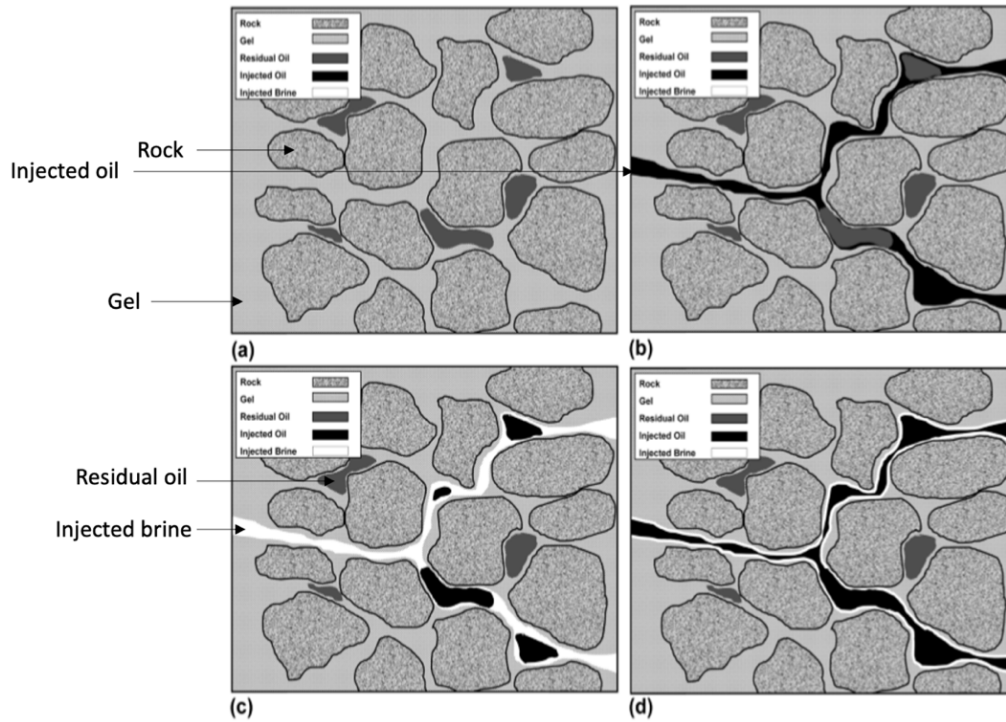 Rock
Gel
Residual Oil
Injected Oil
Injected Brine
Rock
Gel
Residual Oil
Injected Oil
Injected Brine
Rock
Injected oil
Gel
(a)
(b)
Rock
Gel
Residual Oil
Injected Oil
Injected Brine
Rock
Gel
Residual Oil
Injected Oil
Injected Brine
Residual oil
Injected brine
(c)
(d)